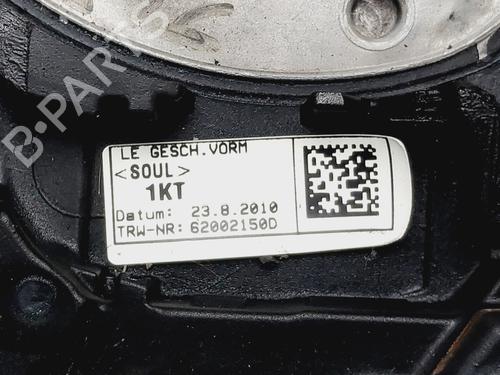 B-PARTS
LE GESCH.VORM
<SOUL>
1KT
Datum: 23.8.2010
TRW-NR: 62002150D